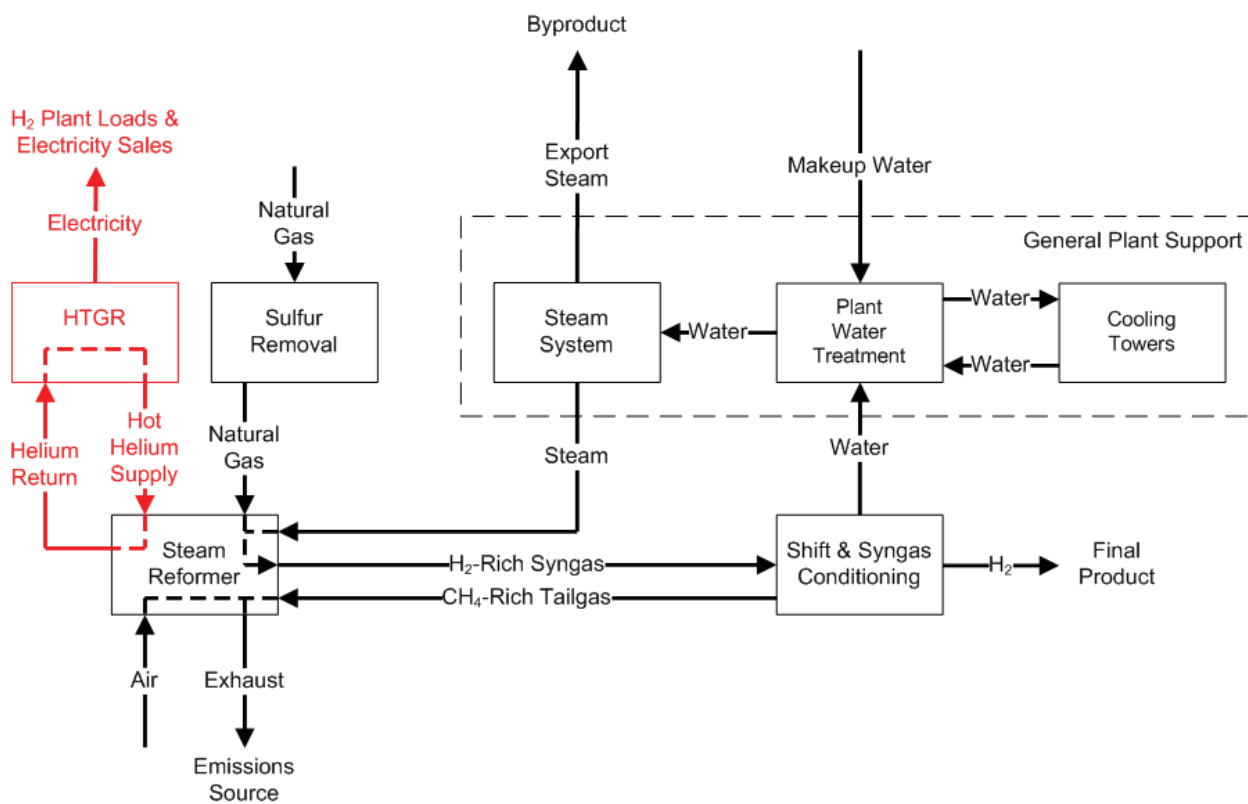 Byproduct
H₂ Plant Loads &
Electricity Sales
Export
Steam
Makeup Water
Natural
Gas
Electricity
General Plant Support
HTGR
Sulfur
Removal
Steam
System
Water
Plant
Water
Treatment
Water
Water
Cooling
Towers
Helium
Return
Hot
Helium
Supply
Natural
Gas
Steam
Water
Steam
Reformer
H₂-Rich Syngas
CH₄-Rich Tailgas
Shift & Syngas
Conditioning
H₂
Final
Product
Air
Exhaust
Emissions
Source